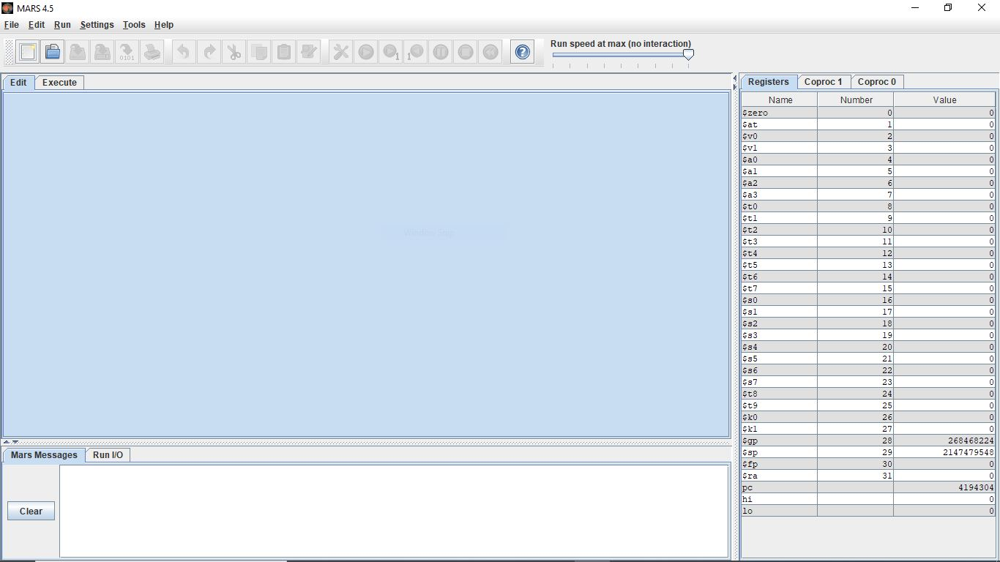 MARS 4.5
File Edit Run Settings Tools Help
0101
1 1
?
Run speed at max (no interaction)
Edit Execute
Registers Coproc 1 Coproc 0
Name Number Value
$zero 0 0
$at 1 0
$v0 2 0
$v1 3 0
$a0 4 0
$a1 5 0
$a2 6 0
$a3 7 0
$t0 8 0
$t1 9 0
$t2 10 0
$t3 11 0
$t4 12 0
$t5 13 0
$t6 14 0
$t7 15 0
$s0 16 0
$s1 17 0
$s2 18 0
$s3 19 0
$s4 20 0
$s5 21 0
$s6 22 0
$s7 23 0
$t8 24 0
$t9 25 0
$k0 26 0
$k1 27 0
$gp 28 268468224
$sp 29 2147479548
$fp 30 0
$ra 31 0
pc 4194304
hi 0
lo 0
Window Snip
Mars Messages Run I/O
Clear